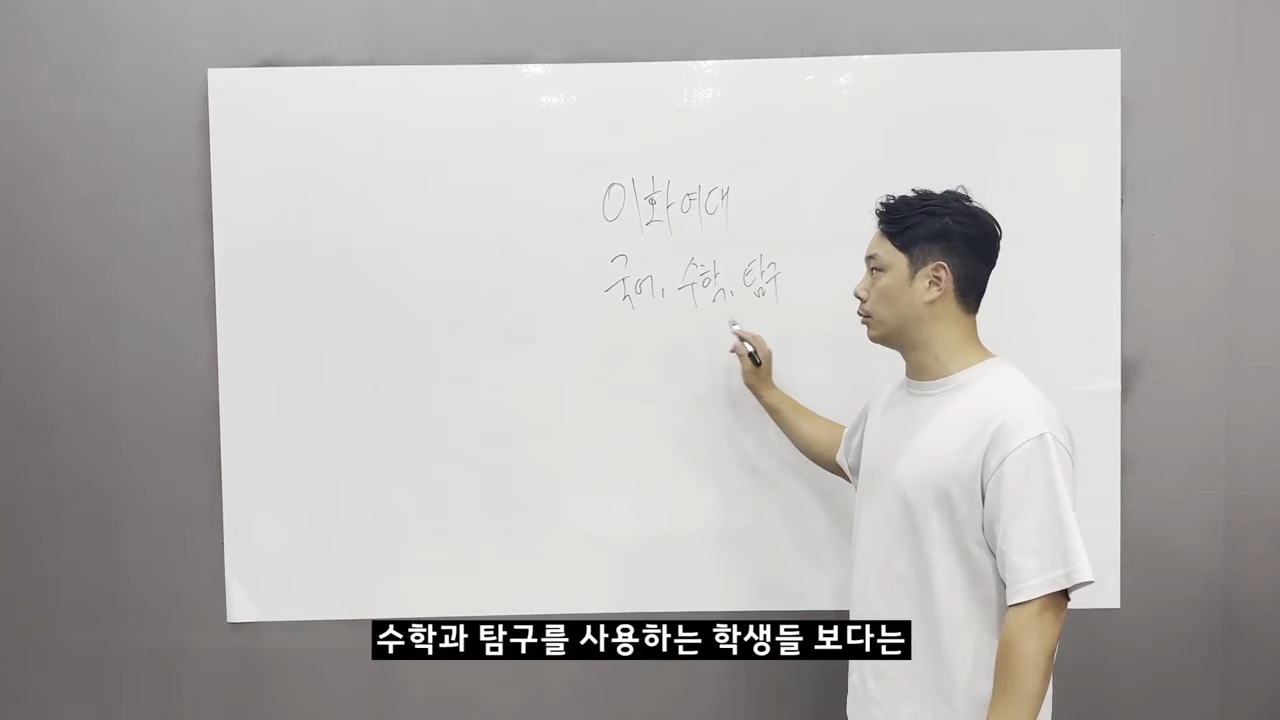 이화여대
국어, 수학, 탐구
수학과 탐구를 사용하는 학생들 보다는